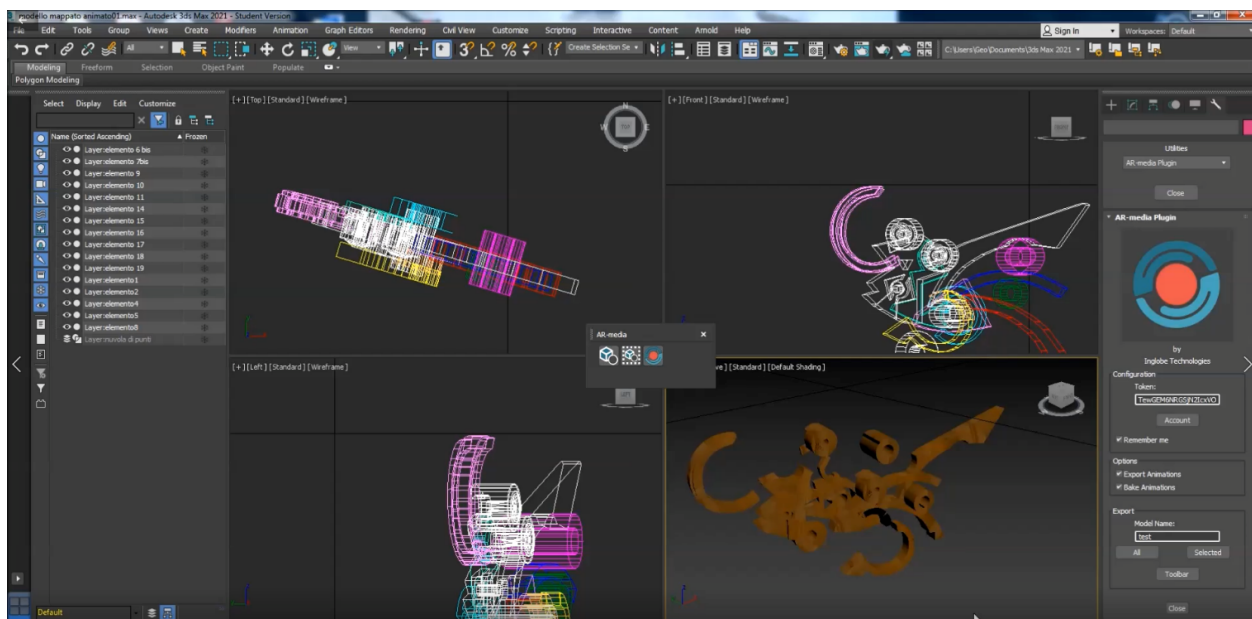 modello mappato animato01.max - Autodesk 3ds Max 2021 - Student Version
File Edit Tools Group Views Create Modifiers Animation Graph Editors Rendering Civil View Customize Scripting Interactive Content Arnold Help
Sign In Workspaces: Default
All View Create Selection Se C:\Users\Geo\Documents\3ds Max 2021
Modeling Freeform Selection Object Paint Populate
Polygon Modeling
Select Display Edit Customize
Name (Sorted Ascending) Frozen
Layer:elemento 6 bis
Layer:elemento 7bis
Layer:elemento 9
Layer:elemento 10
Layer:elemento 11
Layer:elemento 14
Layer:elemento 15
Layer:elemento 16
Layer:elemento 17
Layer:elemento 18
Layer:elemento 19
Layer:elemento1
Layer:elemento2
Layer:elemento4
Layer:elemento5
Layer:elemento8
Layer:nuvola di punti
Default
[+] [Top] [Standard] [Wireframe]
N
W TOP E
S
[+] [Front] [Standard] [Wireframe]
[+] [Left] [Standard] [Wireframe]
[Standard] [Default Shading]
AR-media
Utilities
AR-media Plugin
Close
AR-media Plugin
by
Inglobe Technologies
Configuration
Token:
Account
Remember me
Options
Export Animations
Bake Animations
Export
Model Name:
test
All Selected
Toolbar
Close